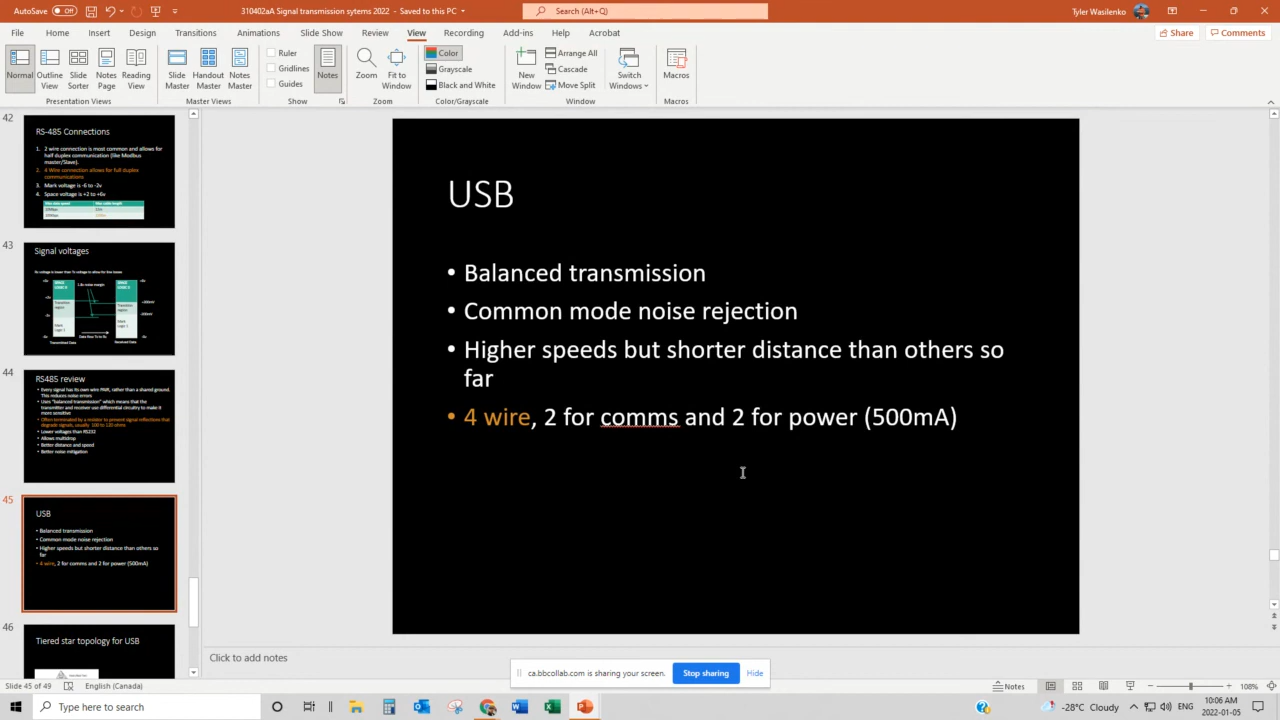 AutoSave Off
310402aA Signal transmission sytems 2022 - Saved to this PC
Search (Alt+Q)
Tyler Wasilenko
File Home Insert Design Transitions Animations Slide Show Review View Recording Add-ins Help Acrobat
Share Comments
Normal Outline View Slide Sorter Notes Page Reading View
Presentation Views
Slide Master Handout Master Notes Master
Master Views
Ruler
Gridlines
Guides
Show
Notes
Zoom Fit to Window
Zoom
Color
Grayscale
Black and White
Color/Grayscale
New Window
Arrange All
Cascade
Move Split
Switch Windows
Window
Macros
Macros
42
RS-485 Connections
1. 2 wire connection is most common and allows for
half duplex communication (like Modbus
master/Slave).
2. 4 Wire connection allows for full duplex
communications
3. Mark voltage is -6 to -2v
4. Space voltage is +2 to +6v
43
Signal voltages
44
RS485 review
• Every signal has its own wire PAIR, rather than a shared ground.
This reduces noise errors
• Uses "balanced transmission" which means that the
transmitter and receiver use differential circuitry to make it
more sensitive
• Often terminated by a resistor to prevent signal reflections that
degrade signals, usually 100 to 120 ohms
• Lower voltages than RS232
• Allows multidrop
• Better distance and speed
• Better noise mitigation
45
USB
• Balanced transmission
• Common mode noise rejection
• Higher speeds but shorter distance than others so
far
• 4 wire, 2 for comms and 2 for power (500mA)
46
Tiered star topology for USB
USB
• Balanced transmission
• Common mode noise rejection
• Higher speeds but shorter distance than others so
far
• 4 wire, 2 for comms and 2 for power (500mA)
Click to add notes
ca.bbcollab.com is sharing your screen. Stop sharing Hide
Slide 45 of 49 English (Canada)
Notes
108%
Type here to search
-28°C Cloudy
10:06 AM
2022-01-05